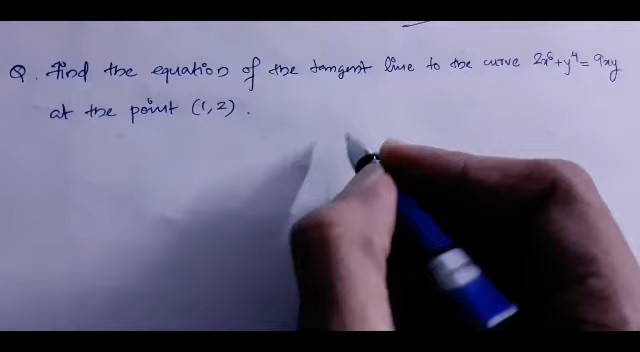 Q. Find the equation of the tangent line to the curve 2x⁶+y⁴=9xy
at the point (1,2).